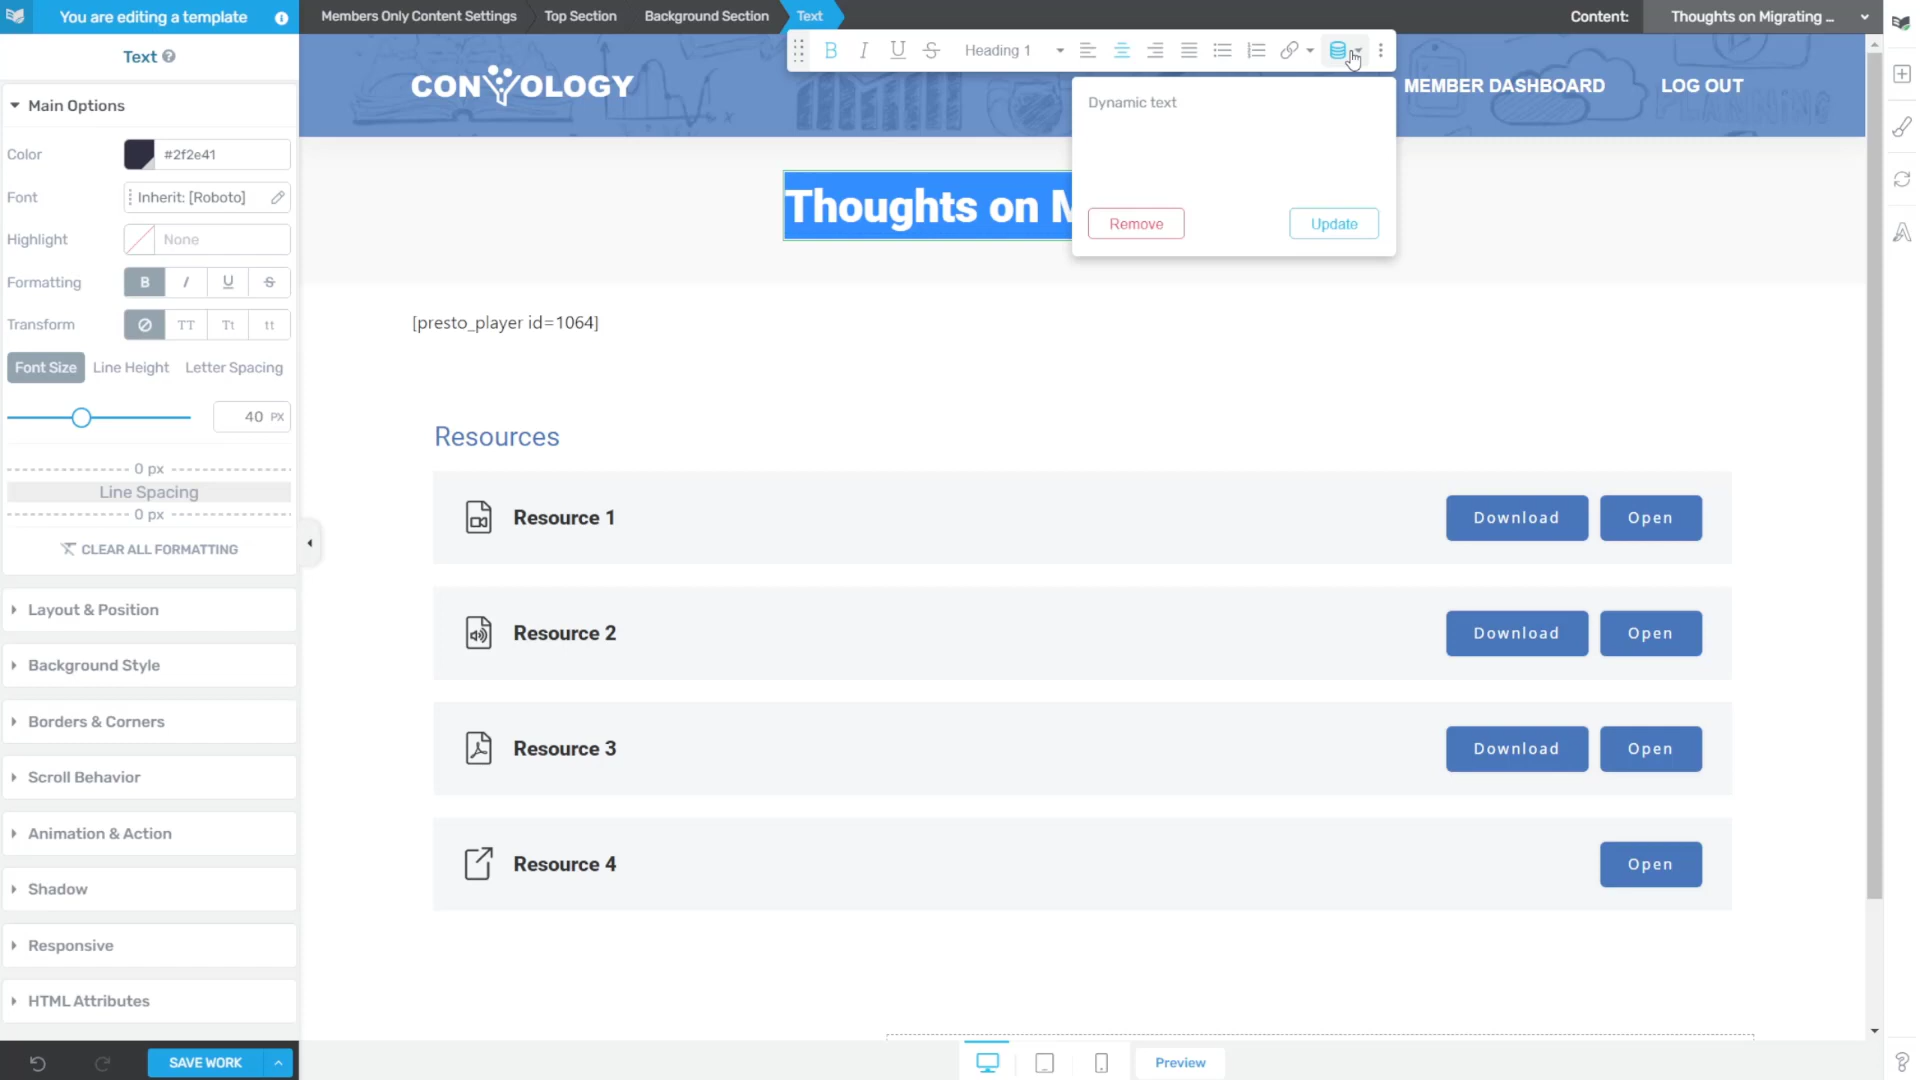 You are editing a template
Members Only Content Settings
Top Section
Background Section
Text
Content:
Thoughts on Migrating ...
Text
Heading 1
CONVOLOGY
MEMBER DASHBOARD
LOG OUT
PLANNING
Dynamic text
Remove
Update
Main Options
Color
#2f2e41
Font
Inherit: [Roboto]
Highlight
None
Formatting
B
I
U
S
Transform
TT
Tt
tt
Font Size
Line Height
Letter Spacing
40 PX
0 px
Line Spacing
0 px
CLEAR ALL FORMATTING
Layout & Position
Background Style
Borders & Corners
Scroll Behavior
Animation & Action
Shadow
Responsive
HTML Attributes
SAVE WORK
Thoughts on M
[presto_player id=1064]
Resources
Resource 1
Download
Open
Resource 2
Download
Open
Resource 3
Download
Open
Resource 4
Open
Preview